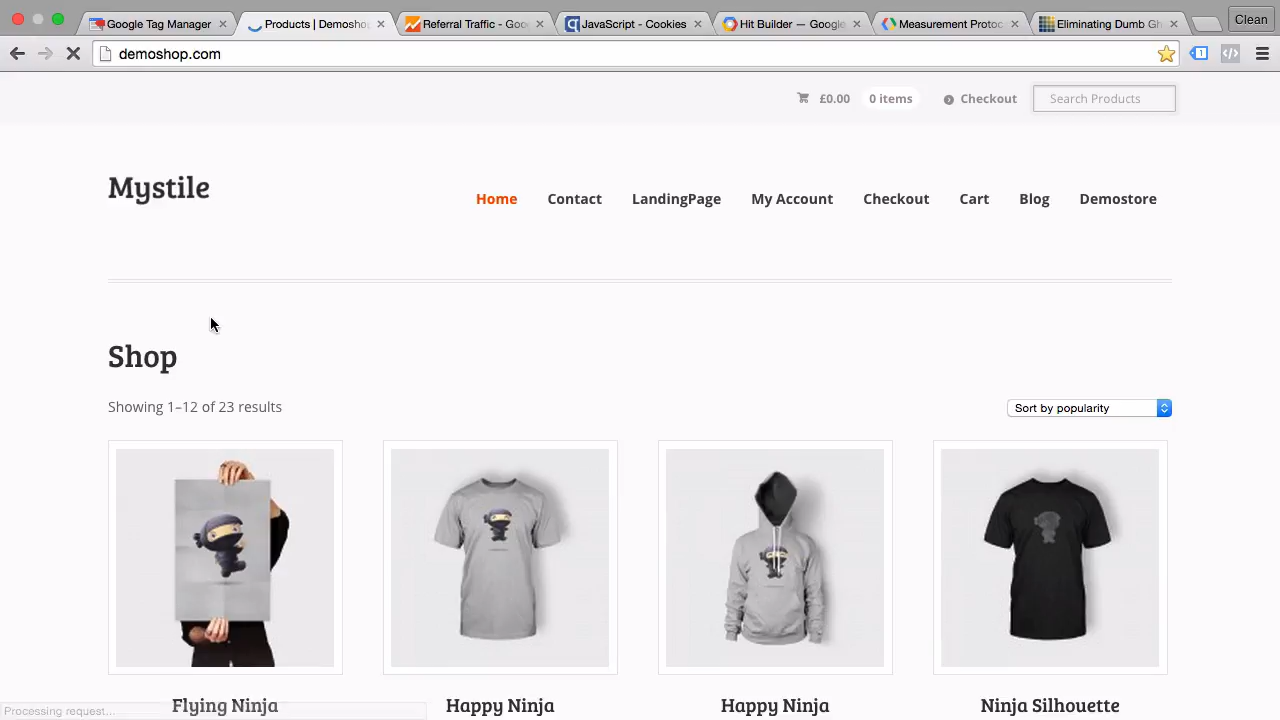 Google Tag Manager
Products | Demosho
Referral Traffic - Goo
JavaScript - Cookies
Hit Builder — Google
Measurement Protoc
Eliminating Dumb Gh
Clean
demoshop.com
1
£0.00
0 items
Checkout
Search Products
Mystile
Home
Contact
LandingPage
My Account
Checkout
Cart
Blog
Demostore
Shop
Showing 1–12 of 23 results
Sort by popularity
Flying Ninja
Happy Ninja
Happy Ninja
Ninja Silhouette
Processing request...